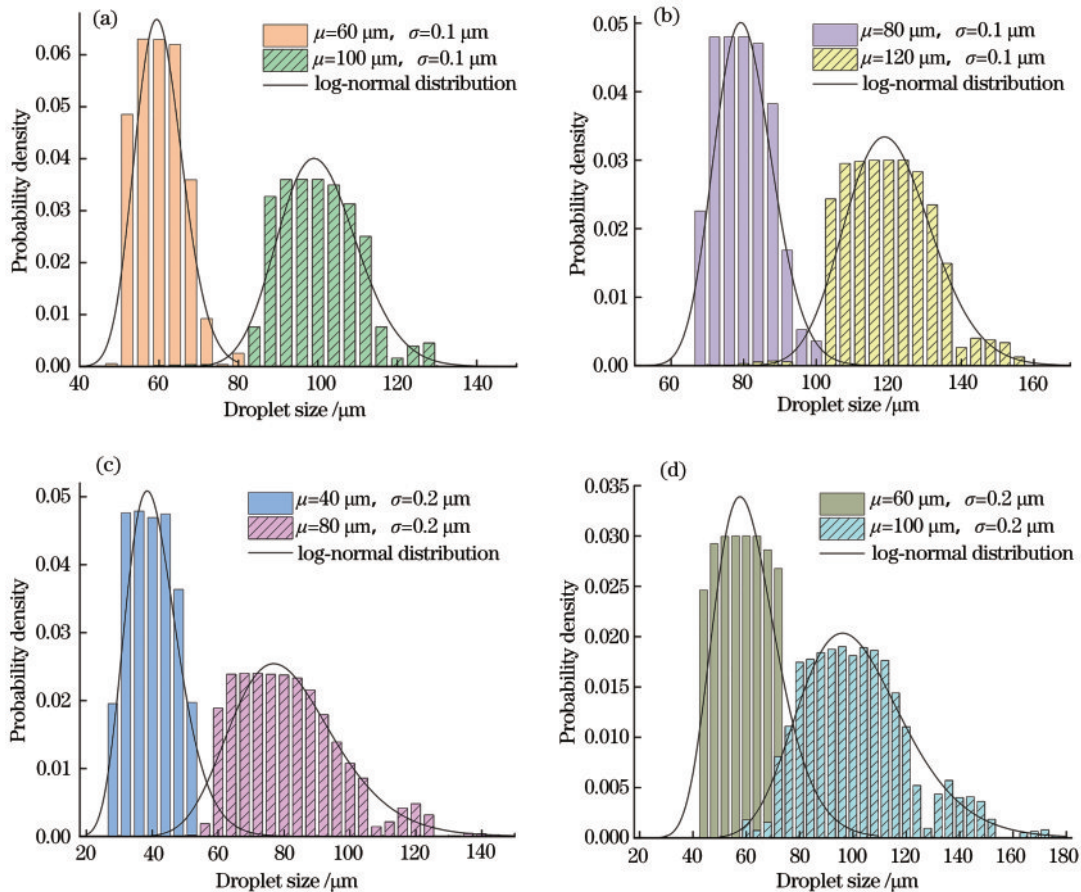 (a)
μ=60 μm, σ=0.1 μm
μ=100 μm, σ=0.1 μm
log-normal distribution
Probability density
0.06
0.05
0.04
0.03
0.02
0.01
0.00
40 60 80 100 120 140
Droplet size /μm
(b)
μ=80 μm, σ=0.1 μm
μ=120 μm, σ=0.1 μm
log-normal distribution
Probability density
0.05
0.04
0.03
0.02
0.01
0.00
60 80 100 120 140 160
Droplet size /μm
(c)
μ=40 μm, σ=0.2 μm
μ=80 μm, σ=0.2 μm
log-normal distribution
Probability density
0.05
0.04
0.03
0.02
0.01
0.00
20 40 60 80 100 120 140
Droplet size /μm
(d)
μ=60 μm, σ=0.2 μm
μ=100 μm, σ=0.2 μm
log-normal distribution
Probability density
0.035
0.030
0.025
0.020
0.015
0.010
0.005
0.000
20 40 60 80 100 120 140 160 180
Droplet size /μm